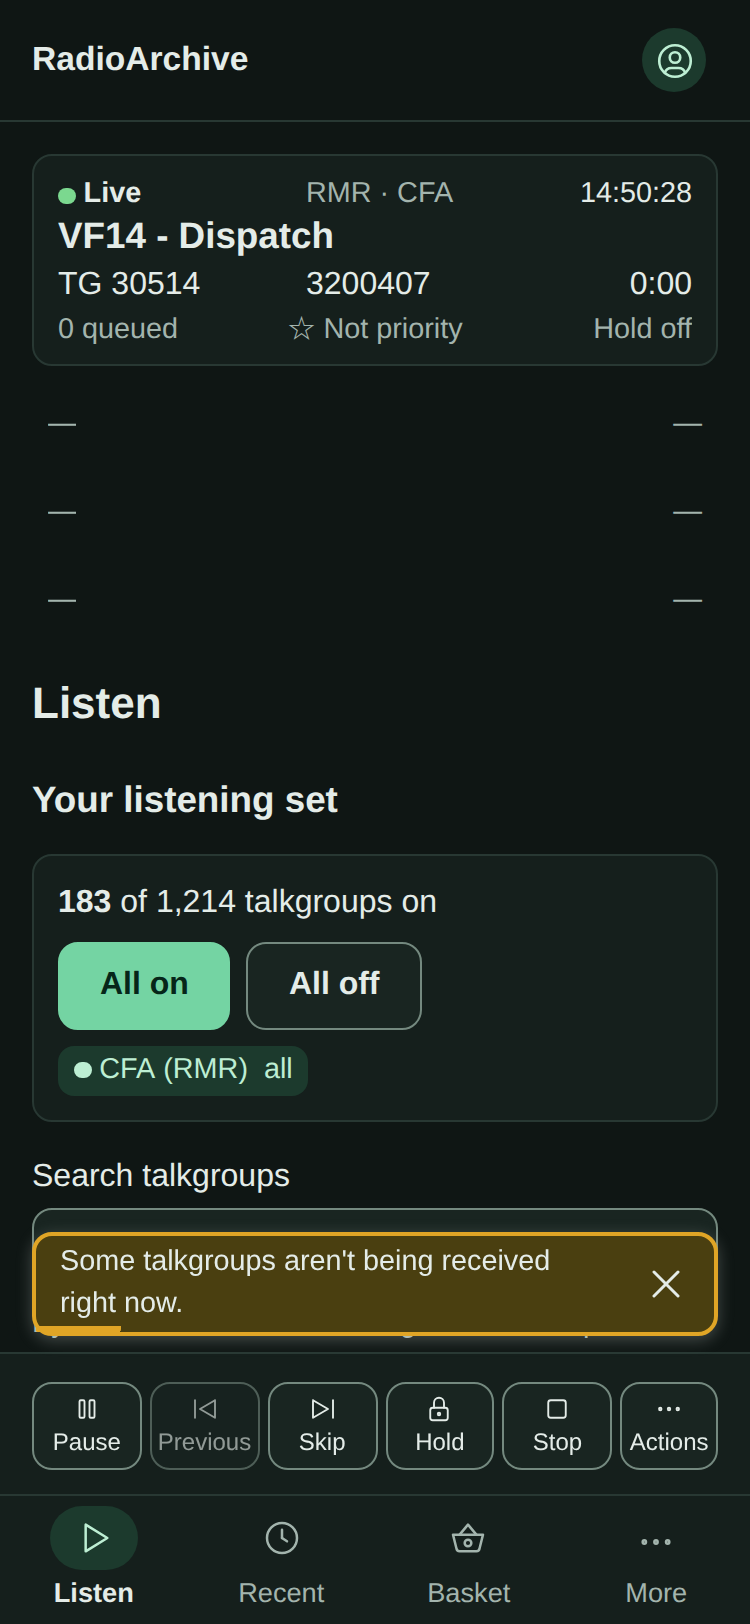 RadioArchive
Live RMR · CFA 14:50:28
VF14 - Dispatch
TG 30514 3200407 0:00
0 queued ☆ Not priority Hold off
— —
— —
— —
Listen
Your listening set
183 of 1,214 talkgroups on
All on All off
CFA (RMR) all
Search talkgroups
Some talkgroups aren't being received
right now.
Pause Previous Skip Hold Stop Actions
Listen Recent Basket More